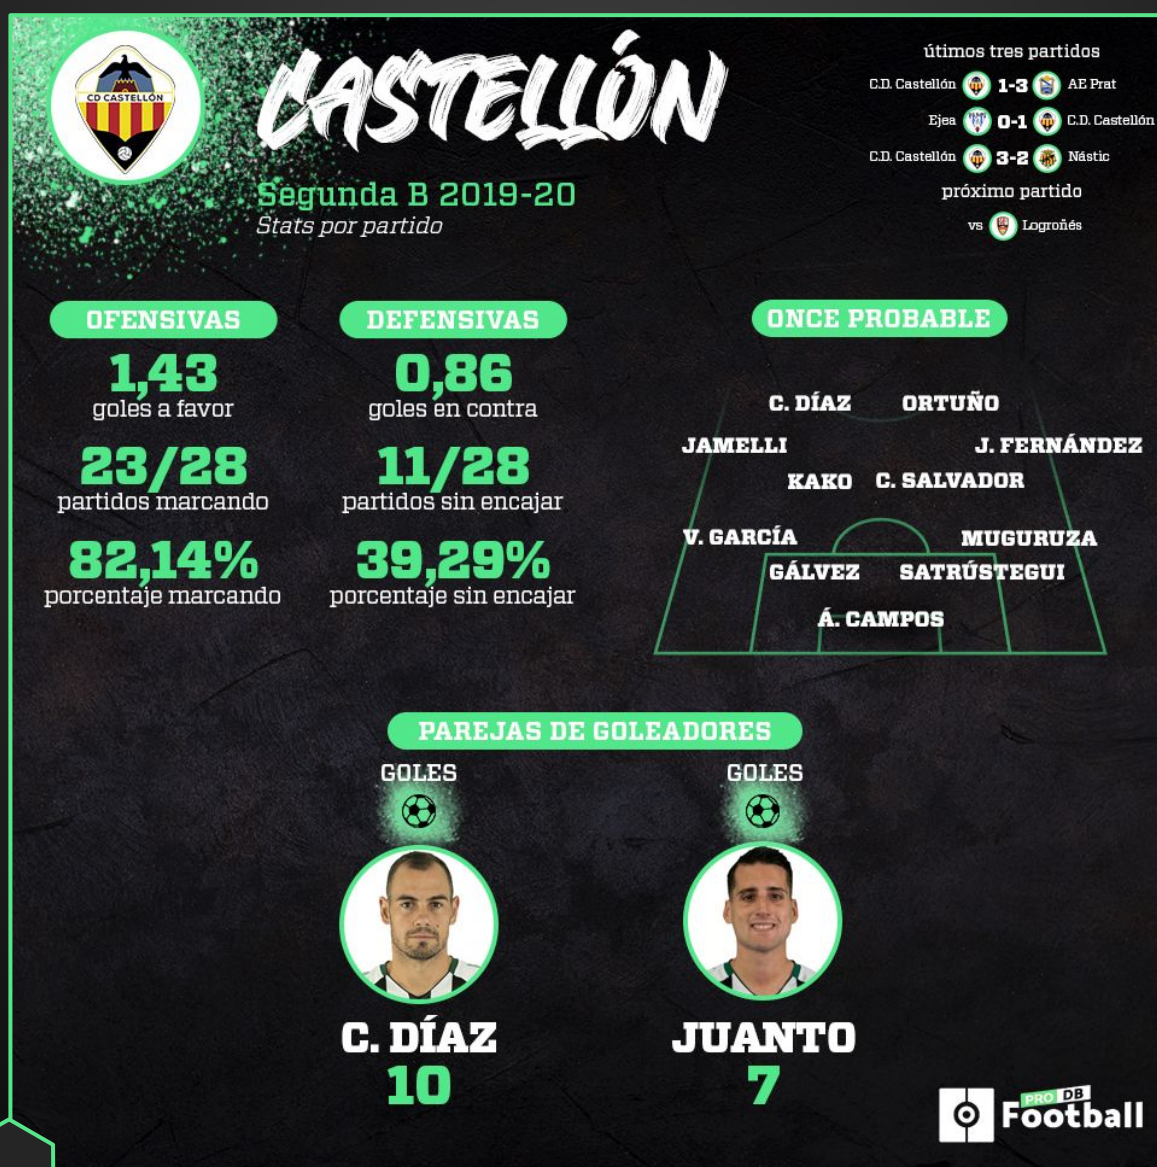 CD CASTELLÓN
CASTELLÓN
Segunda B 2019-20
Stats por partido
útimos tres partidos
C.D. Castellón 1-3 AE Prat
Ejea 0-1 C.D. Castellón
C.D. Castellón 3-2 Nástic
próximo partido
vs Logroñés
OFENSIVAS
1,43
goles a favor
23/28
partidos marcando
82,14%
porcentaje marcando
DEFENSIVAS
0,86
goles en contra
11/28
partidos sin encajar
39,29%
porcentaje sin encajar
ONCE PROBABLE
C. DÍAZ ORTUÑO
JAMELLI J. FERNÁNDEZ
KAKO C. SALVADOR
V. GARCÍA MUGURUZA
GÁLVEZ SATRÚSTEGUI
Á. CAMPOS
PAREJAS DE GOLEADORES
GOLES
C. DÍAZ
10
GOLES
JUANTO
7
PRO DB
Football